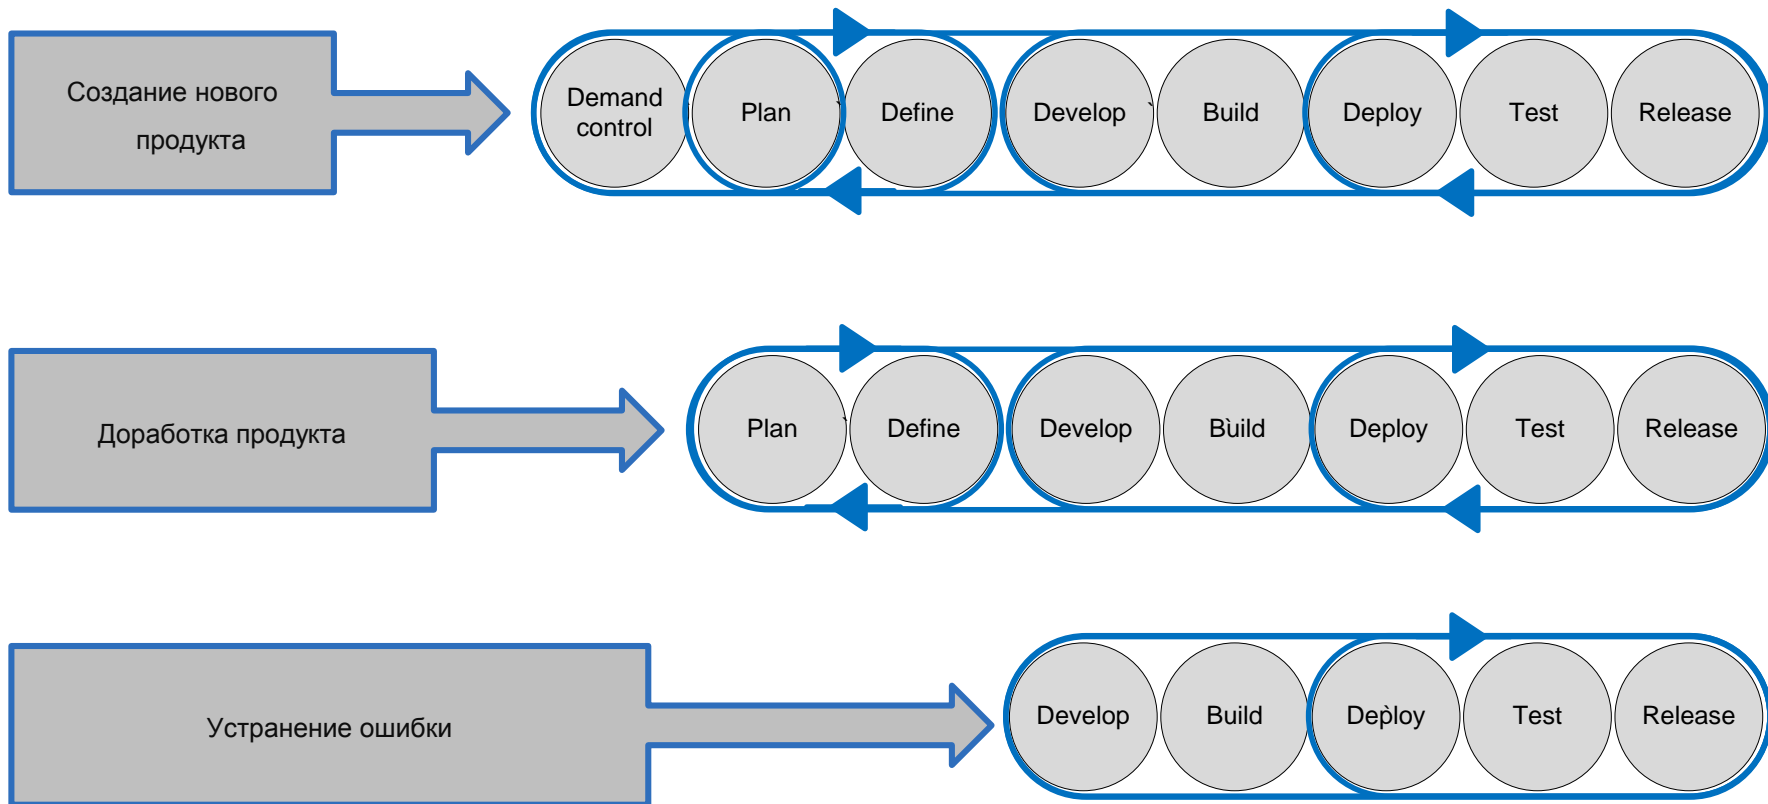 Создание нового
продукта
Demand
control
Plan
Define
Develop
Build
Deploy
Test
Release
Доработка продукта
Plan
Define
Develop
Build
Deploy
Test
Release
Устранение ошибки
Develop
Build
Deploy
Test
Release